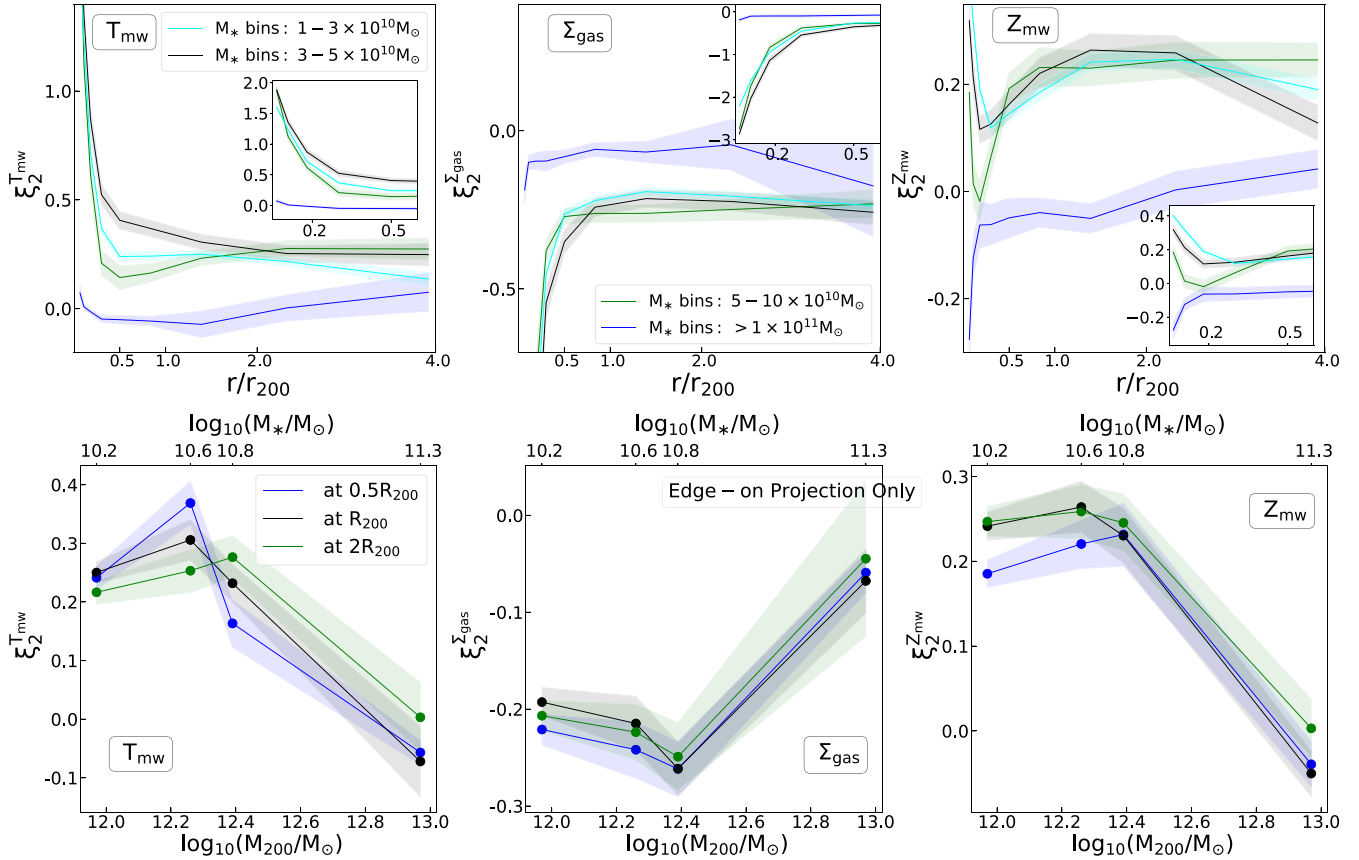 T_mw
M_* bins: 1 − 3 × 10^10 M_⊙
M_* bins: 3 − 5 × 10^10 M_⊙
1.0
0.5
0.0
ξ_2^{T_mw}
2.0
1.5
1.0
0.5
0.0
0.2 0.5
0.5 1.0 2.0 4.0
r/r_200
Σ_gas
0.0
-0.5
ξ_2^{Σ_gas}
0
−1
−2
−3
0.2 0.5
M_* bins: 5 − 10 × 10^10 M_⊙
M_* bins: > 1 × 10^11 M_⊙
0.5 1.0 2.0 4.0
r/r_200
Z_mw
0.2
0.0
-0.2
ξ_2^{Z_mw}
0.4
0.2
0.0
−0.2
0.2 0.5
0.5 1.0 2.0 4.0
r/r_200
log_10(M_*/M_⊙)
10.2 10.6 10.8 11.3
at 0.5R_200
at R_200
at 2R_200
0.4
0.3
0.2
0.1
0.0
-0.1
ξ_2^{T_mw}
T_mw
12.0 12.2 12.4 12.6 12.8 13.0
log_10(M_200/M_⊙)
log_10(M_*/M_⊙)
10.2 10.6 10.8 11.3
Edge − on Projection Only
0.0
-0.1
-0.2
-0.3
ξ_2^{Σ_gas}
Σ_gas
12.0 12.2 12.4 12.6 12.8 13.0
log_10(M_200/M_⊙)
log_10(M_*/M_⊙)
10.2 10.6 10.8 11.3
Z_mw
0.3
0.2
0.1
0.0
ξ_2^{Z_mw}
12.0 12.2 12.4 12.6 12.8 13.0
log_10(M_200/M_⊙)